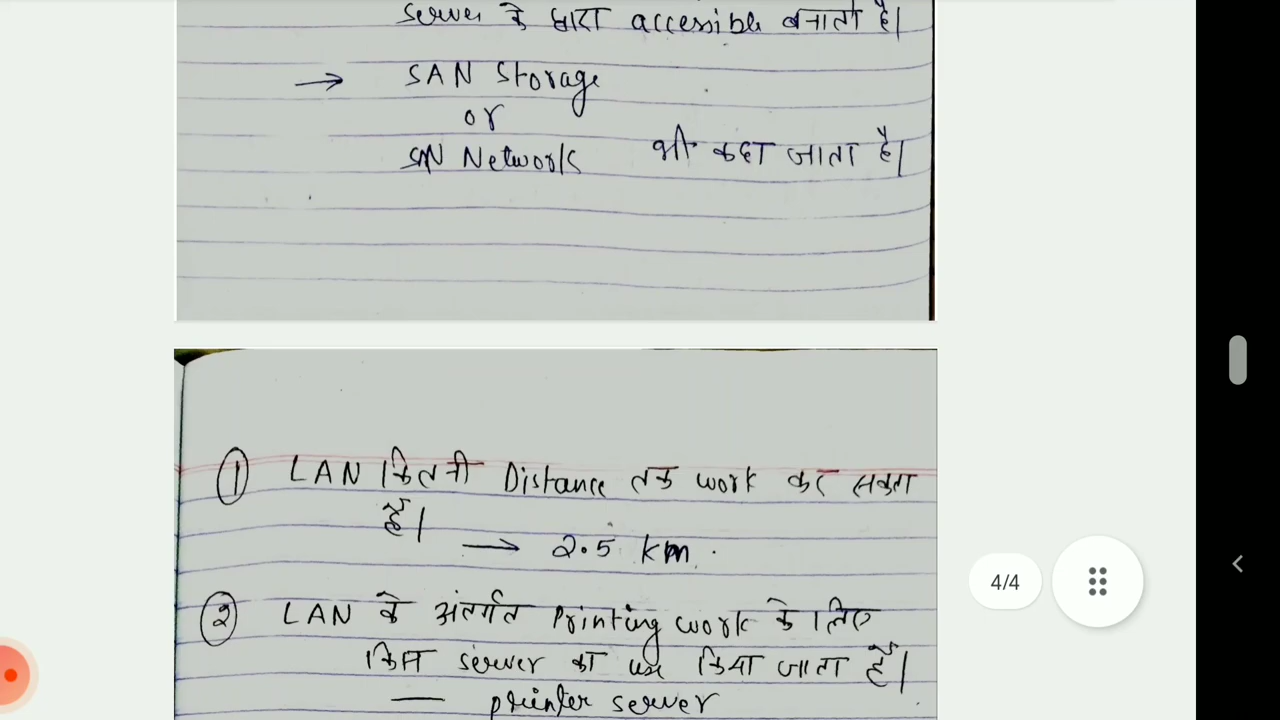 server के द्वारा accessible बनाता है।
→ SAN Storage
or
SAN Network भी कहा जाता है।
① LAN कितनी Distance तक work कर सकता
है।
→ 2.5 km.
② LAN के अंतर्गत Printing work के लिए
किस server का use किया जाता है।
— printer server
4/4